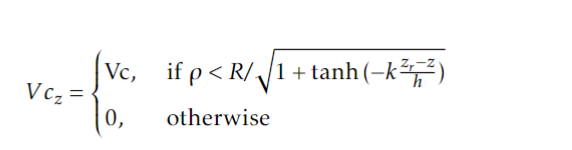 Vc_z = { Vc, if ρ < R/√(1 + tanh(−k (z_r−z)/h))
0, otherwise